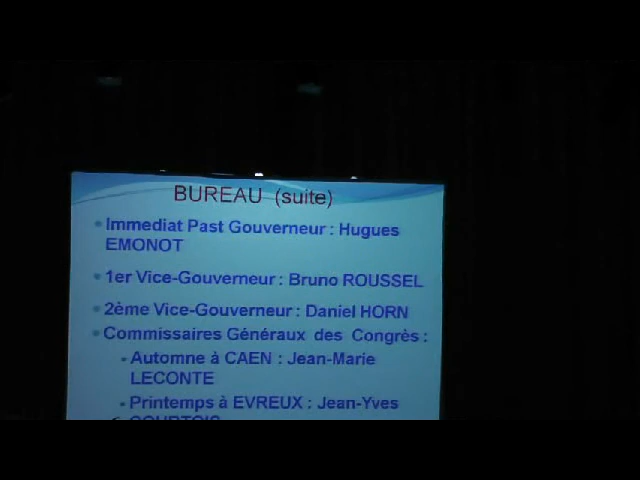 BUREAU (suite)
Immediat Past Gouverneur : Hugues
EMONOT
1er Vice-Gouverneur : Bruno ROUSSEL
2ème Vice-Gouverneur : Daniel HORN
Commissaires Généraux des Congrès :
Automne à CAEN : Jean-Marie
LECONTE
Printemps à EVREUX : Jean-Yves